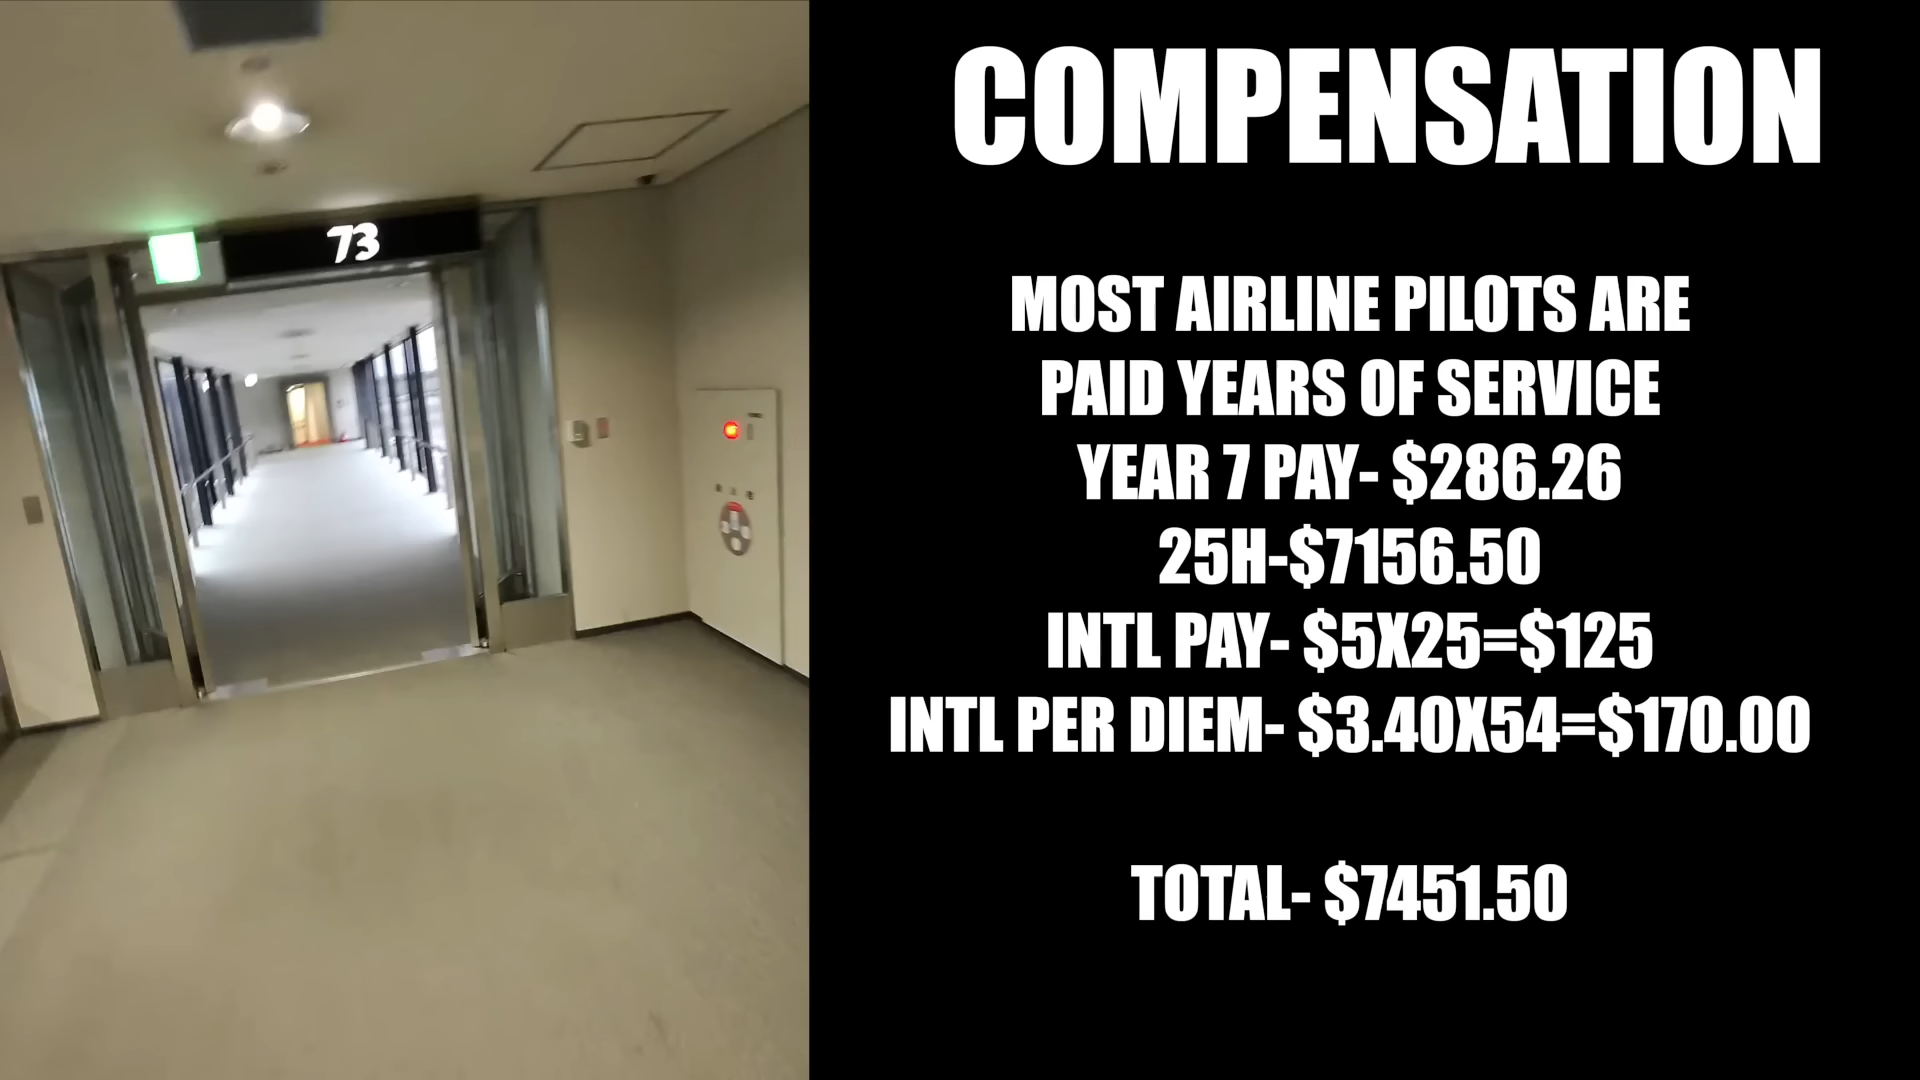 73
COMPENSATION
MOST AIRLINE PILOTS ARE
PAID YEARS OF SERVICE
YEAR 7 PAY- $286.26
25H-$7156.50
INTL PAY- $5X25=$125
INTL PER DIEM- $3.40X54=$170.00
TOTAL- $7451.50